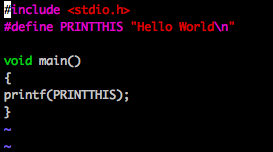 #include <stdio.h>
#define PRINTTHIS "Hello World\n"

void main()
{
printf(PRINTTHIS);
}
~
~